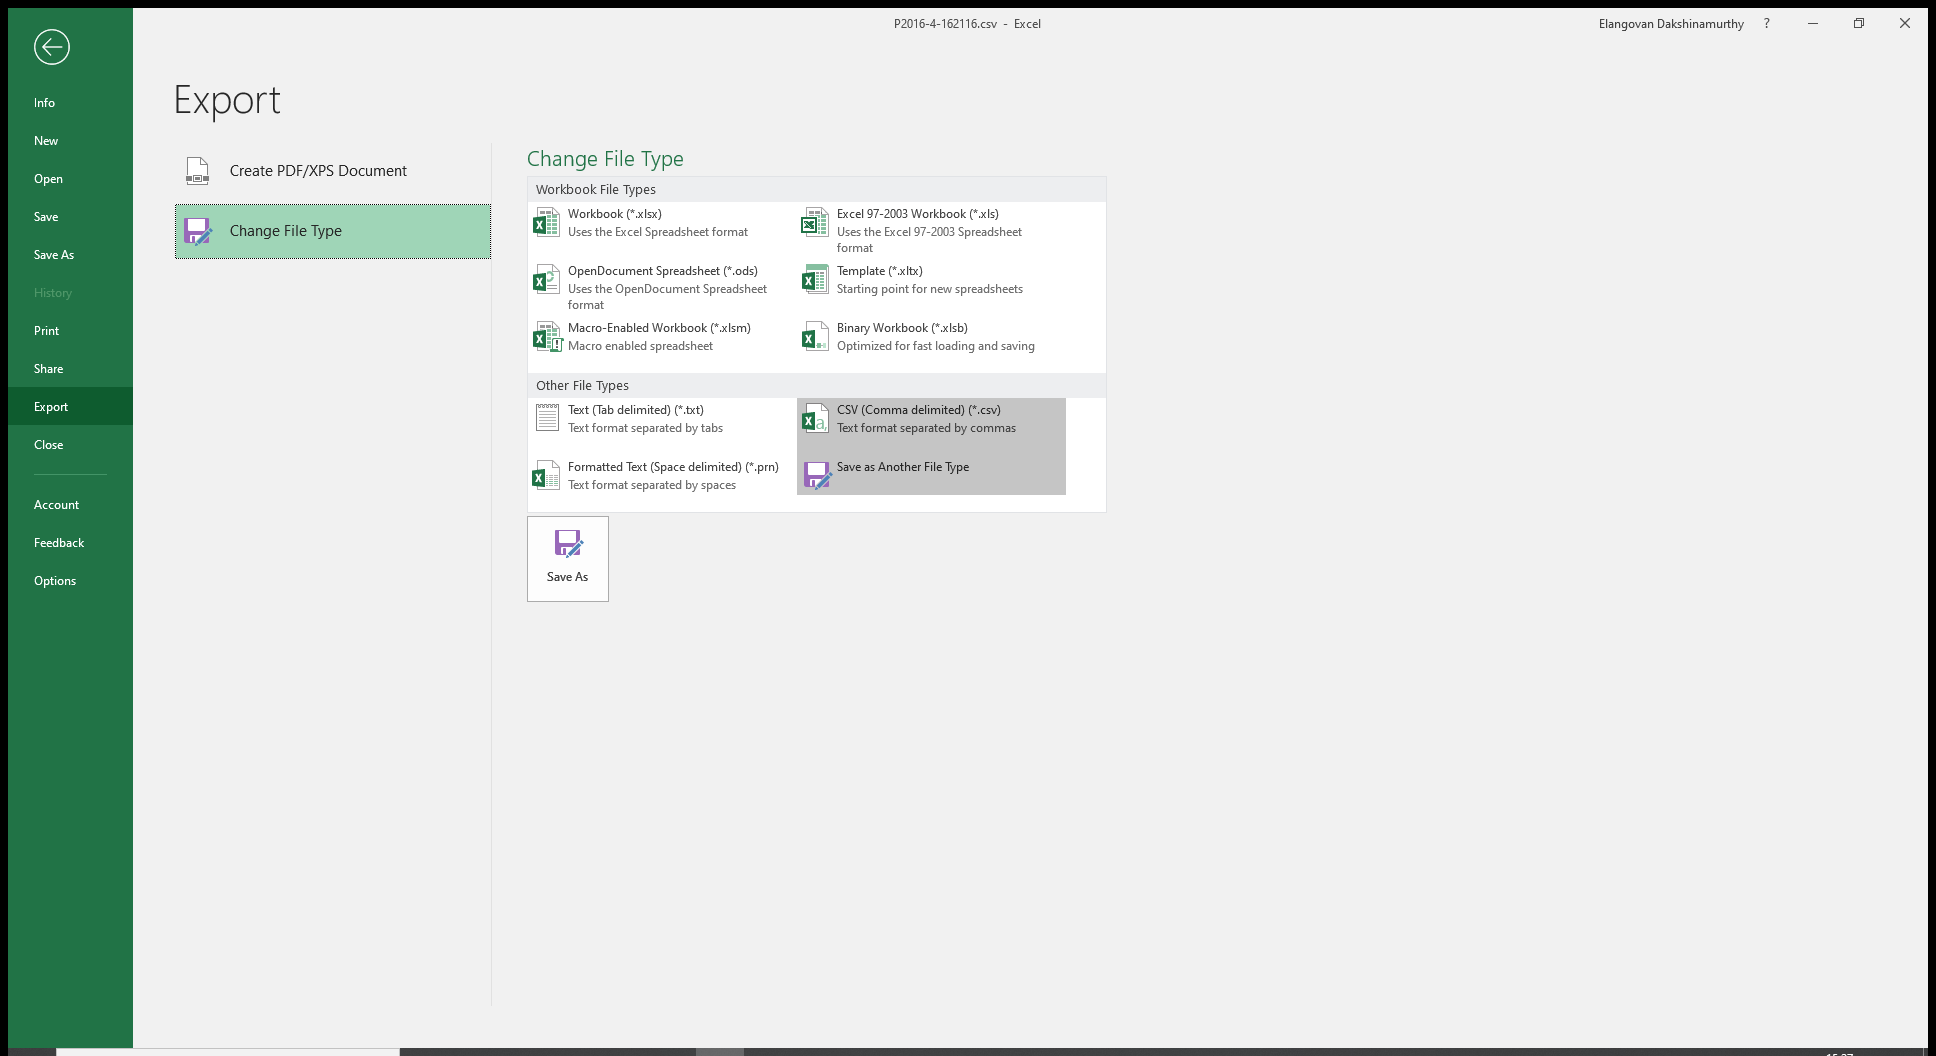 P2016-4-162116.csv - Excel
Elangovan Dakshinamurthy ?
Info
New
Open
Save
Save As
History
Print
Share
Export
Close
Account
Feedback
Options
Export
Create PDF/XPS Document
Change File Type
Change File Type
Workbook File Types
Workbook (*.xlsx)
Uses the Excel Spreadsheet format
Excel 97-2003 Workbook (*.xls)
Uses the Excel 97-2003 Spreadsheet
format
OpenDocument Spreadsheet (*.ods)
Uses the OpenDocument Spreadsheet
format
Template (*.xltx)
Starting point for new spreadsheets
Macro-Enabled Workbook (*.xlsm)
Macro enabled spreadsheet
Binary Workbook (*.xlsb)
Optimized for fast loading and saving
Other File Types
Text (Tab delimited) (*.txt)
Text format separated by tabs
CSV (Comma delimited) (*.csv)
Text format separated by commas
Formatted Text (Space delimited) (*.prn)
Text format separated by spaces
Save as Another File Type
Save As